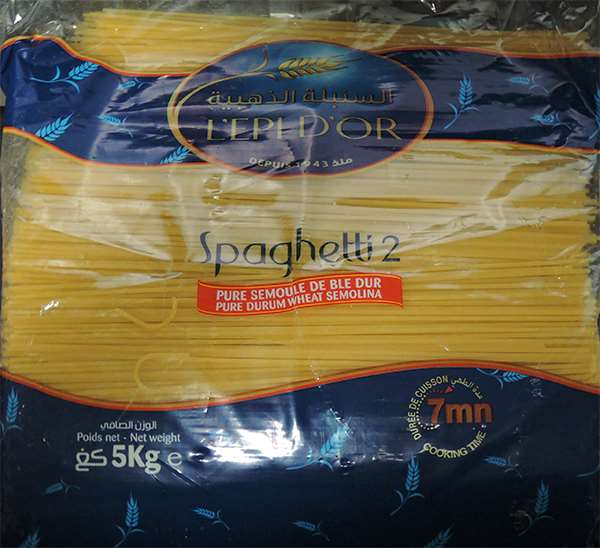 السنبلة الذهبية
L'EPI D'OR
DEPUIS 1943 منذ
Spaghetti 2
PURE SEMOULE DE BLE DUR
PURE DURUM WHEAT SEMOLINA
الوزن الصافي
Poids net - Net weight
5Kg e كغ
DURÉE DE CUISSON مدة الطهي
7mn
COOKING TIME